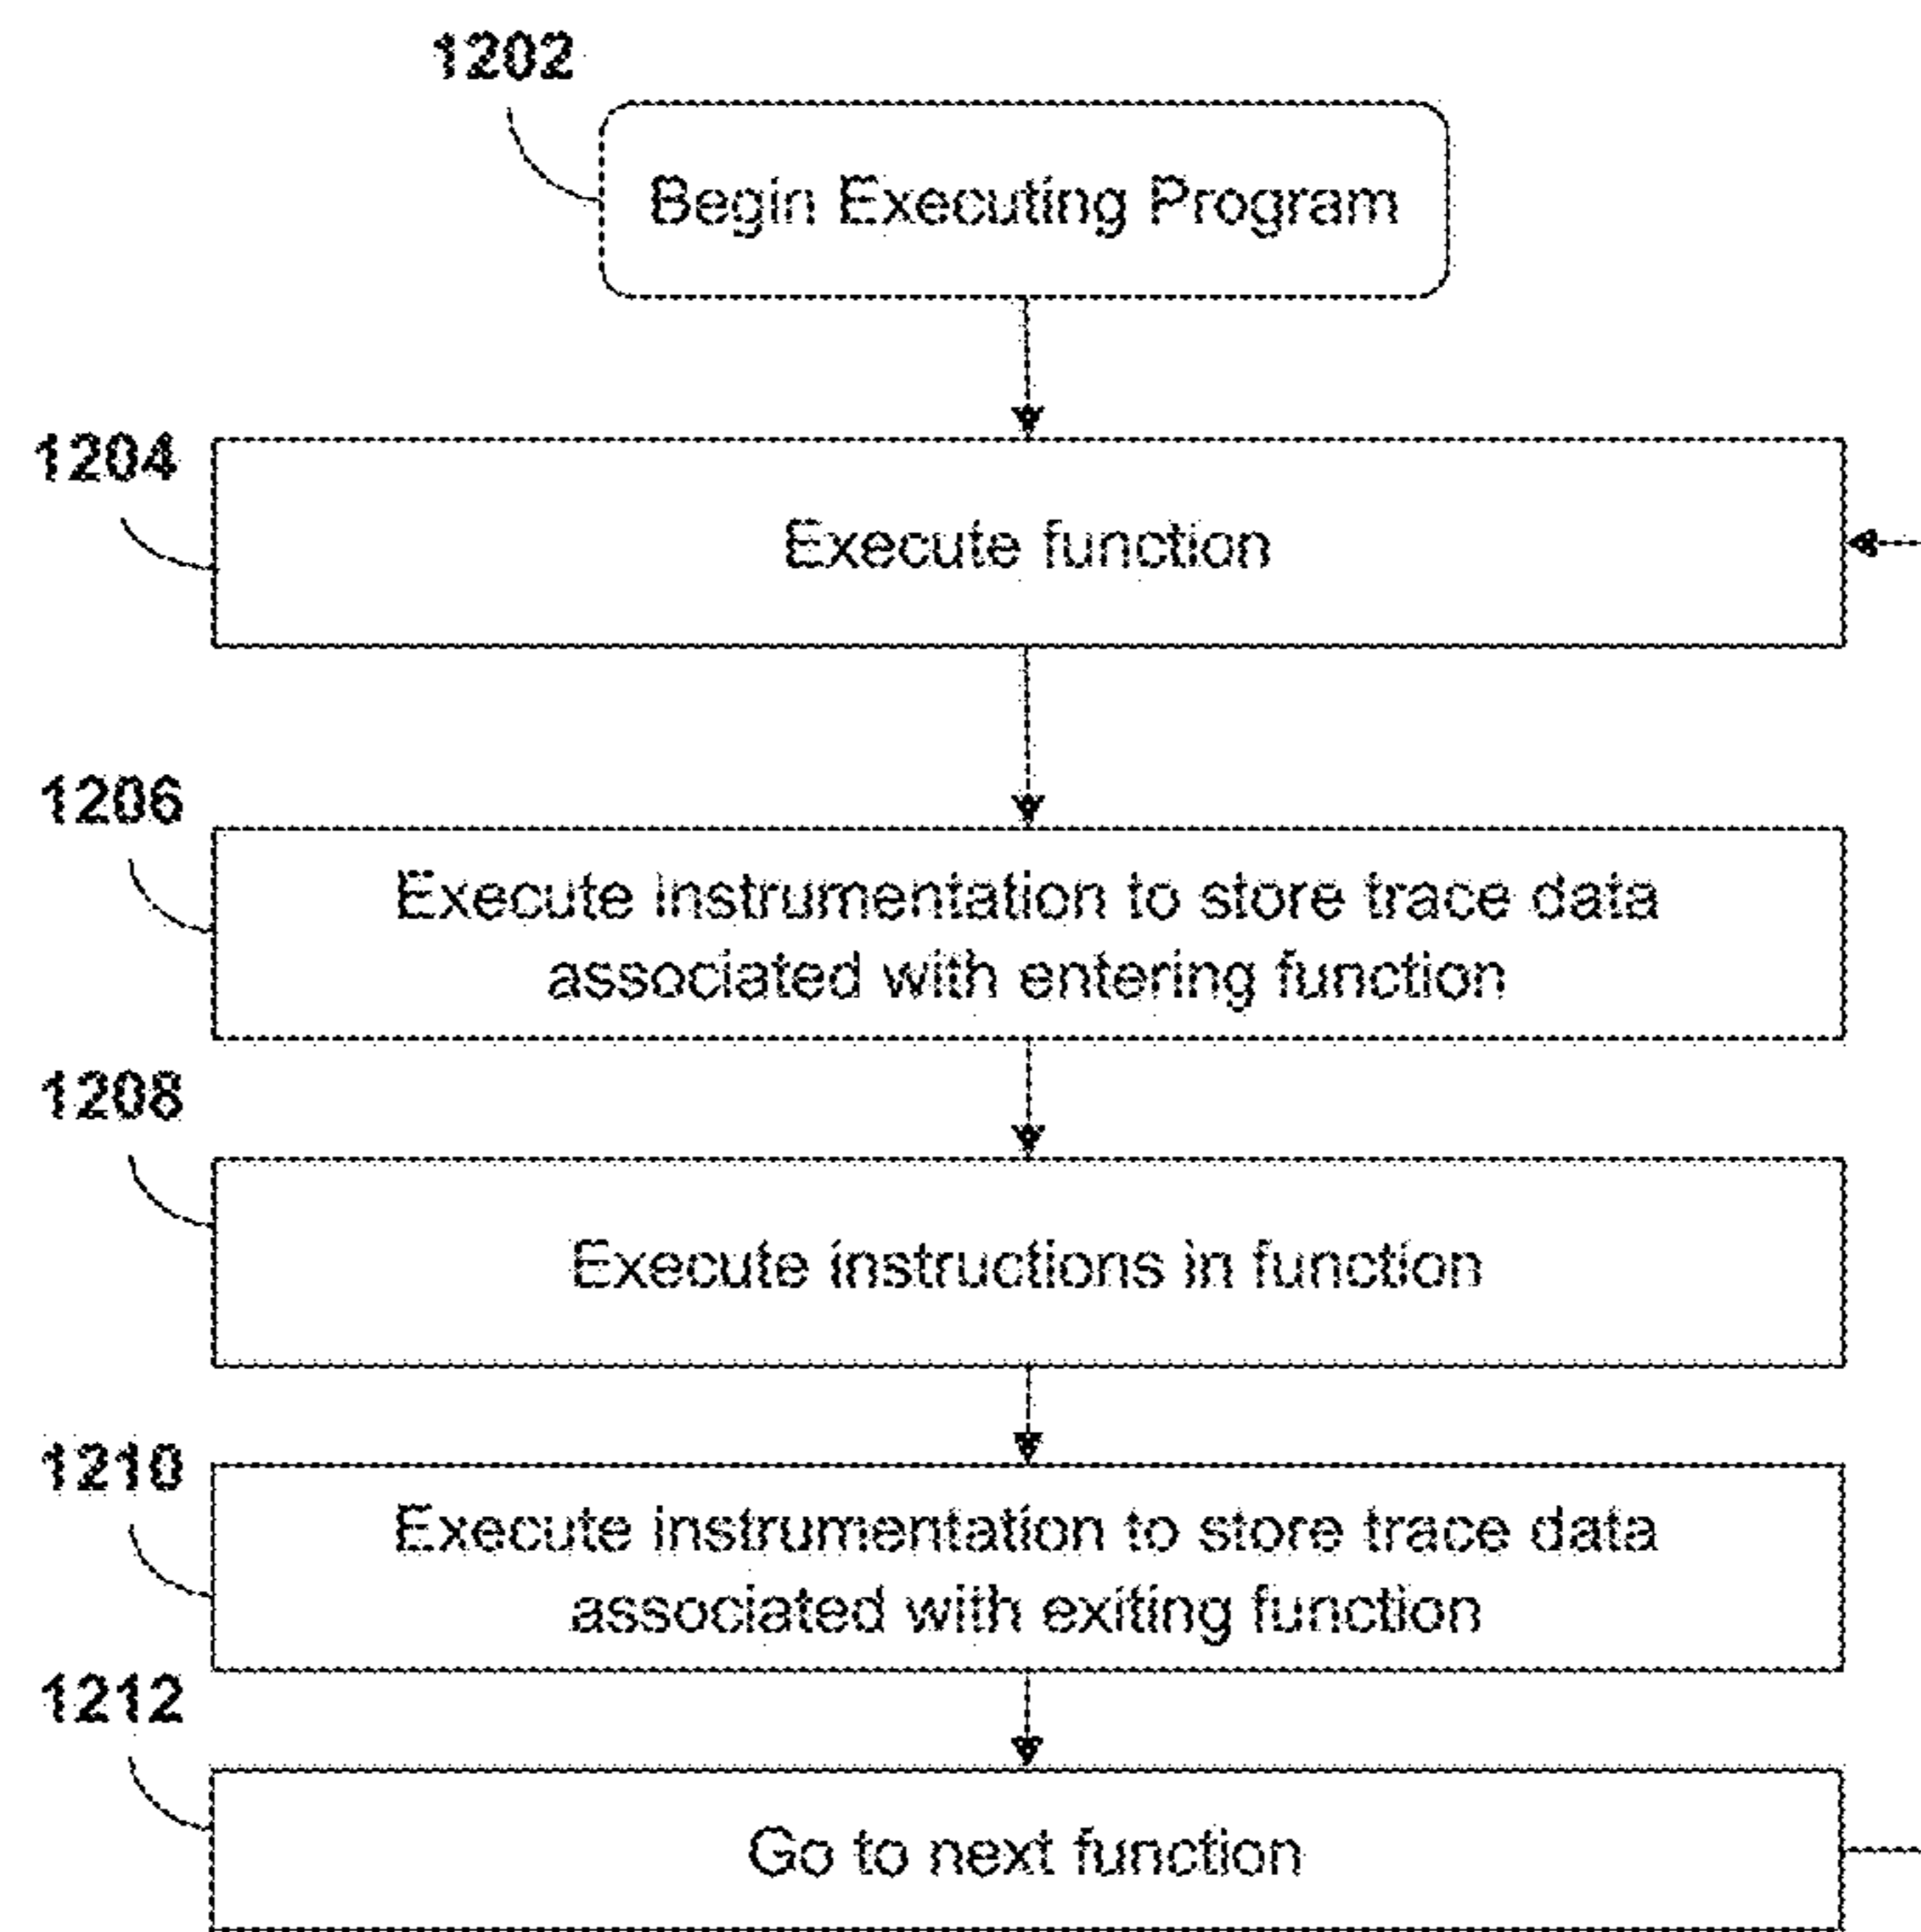 1202
Begin Executing Program
1204
Execute function
1206
Execute instrumentation to store trace data
associated with entering function
1208
Execute instructions in function
1210
Execute instrumentation to store trace data
associated with exiting function
1212
Go to next function